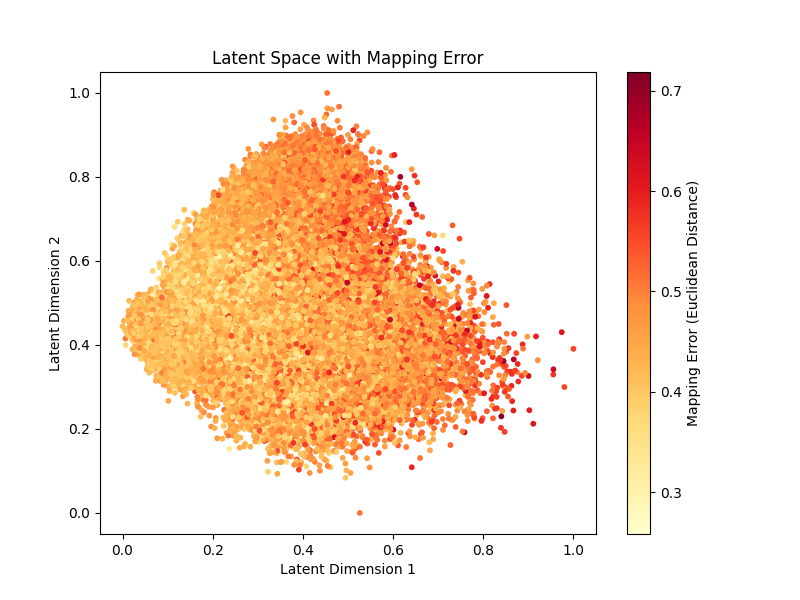 Latent Space with Mapping Error
1.0
0.8
0.6
0.4
0.2
0.0
Latent Dimension 2
0.0 0.2 0.4 0.6 0.8 1.0
Latent Dimension 1
0.7
0.6
0.5
0.4
0.3
Mapping Error (Euclidean Distance)